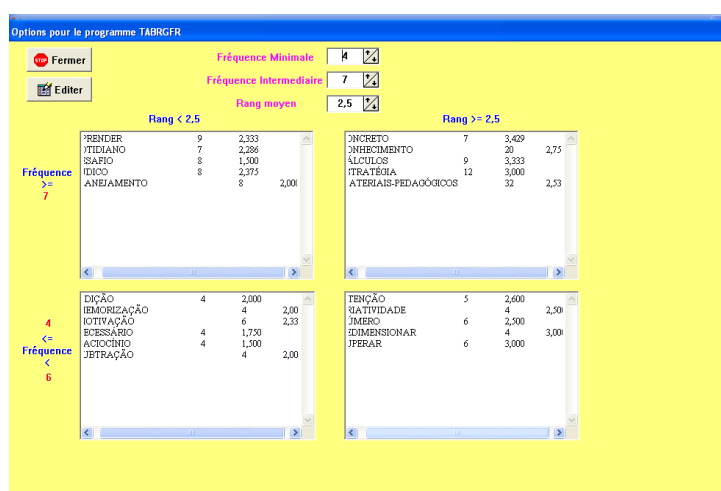 Options pour le programme TABRGFR
STOP Fermer
Fréquence Minimale 4
Editer
Fréquence Intermediaire 7
Rang moyen 2,5
Rang < 2,5
Rang >= 2,5
PRENDER 9 2,333
OTIDIANO 7 2,286
ESAFIO 8 1,500
ÚDICO 8 2,375
LANEJAMENTO 8 2,00
ONCRETO 7 3,429
ONHECIMENTO 20 2,75
ÁLCULOS 9 3,333
STRATÉGIA 12 3,000
ATERIAIS-PEDAGÓGICOS 32 2,53
Fréquence
>=
7
DIÇÃO 4 2,000
MEMORIZAÇÃO 4 2,00
MOTIVAÇÃO 6 2,33
ECESSÁRIO 4 1,750
ACIOCÍNIO 4 1,500
UBTRAÇÃO 4 2,00
TENÇÃO 5 2,600
RIATIVIDADE 4 2,50
ÚMERO 6 2,500
EDIMENSIONAR 4 3,00
UPERAR 6 3,000
4
<=
Fréquence
<
6